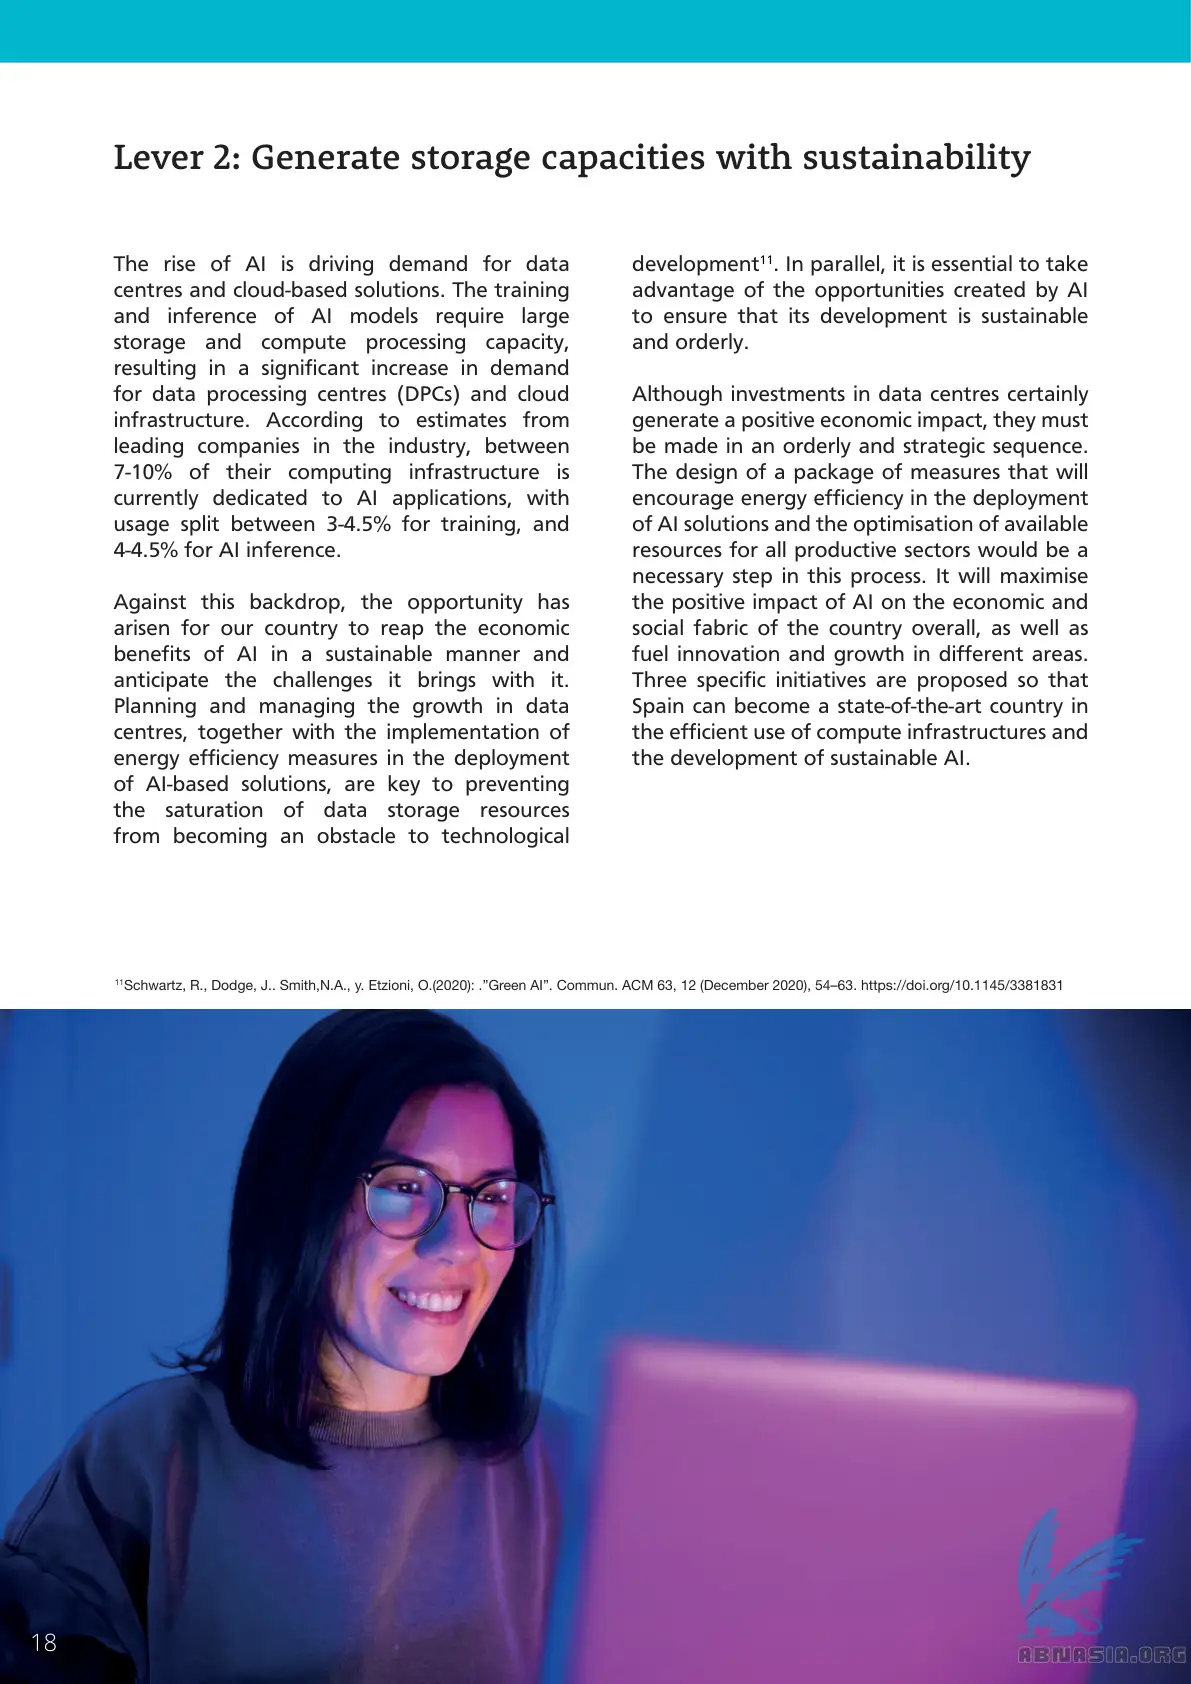 Lever 2: Generate storage capacities with sustainability
The rise of AI is driving demand for data
centres and cloud-based solutions. The training
and inference of AI models require large
storage and compute processing capacity,
resulting in a significant increase in demand
for data processing centres (DPCs) and cloud
infrastructure. According to estimates from
leading companies in the industry, between
7-10% of their computing infrastructure is
currently dedicated to AI applications, with
usage split between 3-4.5% for training, and
4-4.5% for AI inference.
Against this backdrop, the opportunity has
arisen for our country to reap the economic
benefits of AI in a sustainable manner and
anticipate the challenges it brings with it.
Planning and managing the growth in data
centres, together with the implementation of
energy efficiency measures in the deployment
of AI-based solutions, are key to preventing
the saturation of data storage resources
from becoming an obstacle to technological
development¹¹. In parallel, it is essential to take
advantage of the opportunities created by AI
to ensure that its development is sustainable
and orderly.
Although investments in data centres certainly
generate a positive economic impact, they must
be made in an orderly and strategic sequence.
The design of a package of measures that will
encourage energy efficiency in the deployment
of AI solutions and the optimisation of available
resources for all productive sectors would be a
necessary step in this process. It will maximise
the positive impact of AI on the economic and
social fabric of the country overall, as well as
fuel innovation and growth in different areas.
Three specific initiatives are proposed so that
Spain can become a state-of-the-art country in
the efficient use of compute infrastructures and
the development of sustainable AI.
¹¹Schwartz, R., Dodge, J.. Smith,N.A., y. Etzioni, O.(2020): .”Green AI”. Commun. ACM 63, 12 (December 2020), 54–63. https://doi.org/10.1145/3381831
18
ABNASIA.ORG